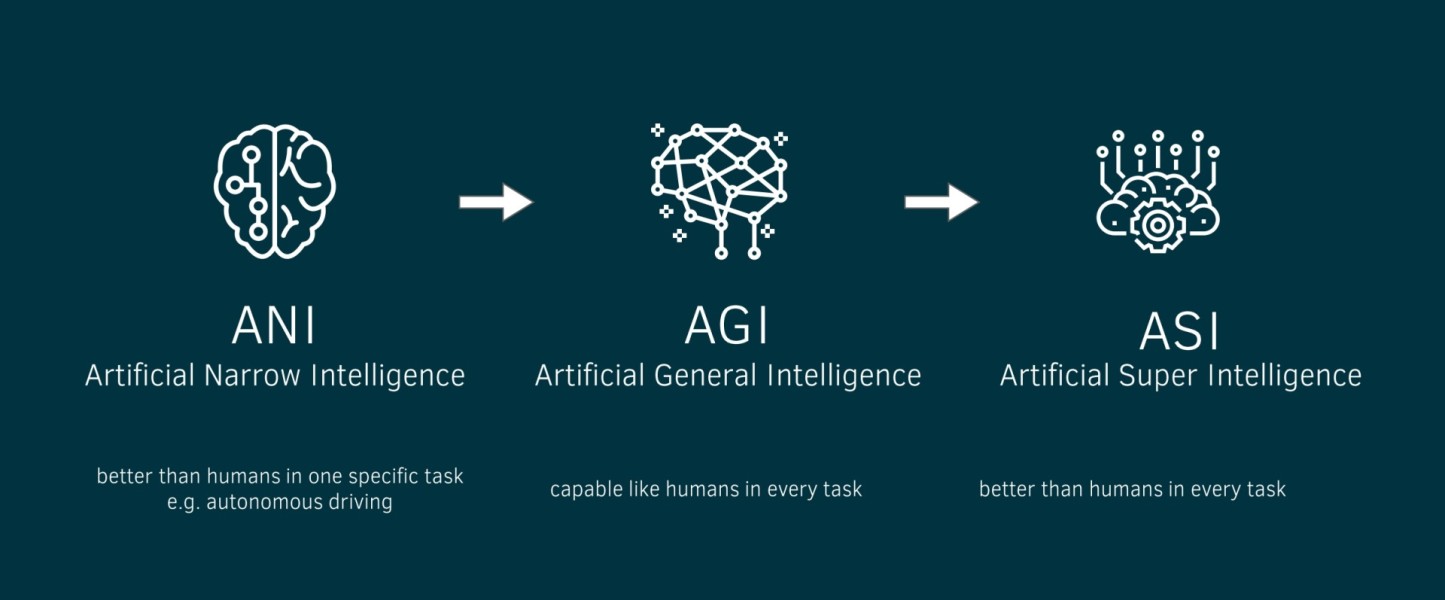 ANI
Artificial Narrow Intelligence
better than humans in one specific task
e.g. autonomous driving
AGI
Artificial General Intelligence
capable like humans in every task
ASI
Artificial Super Intelligence
better than humans in every task